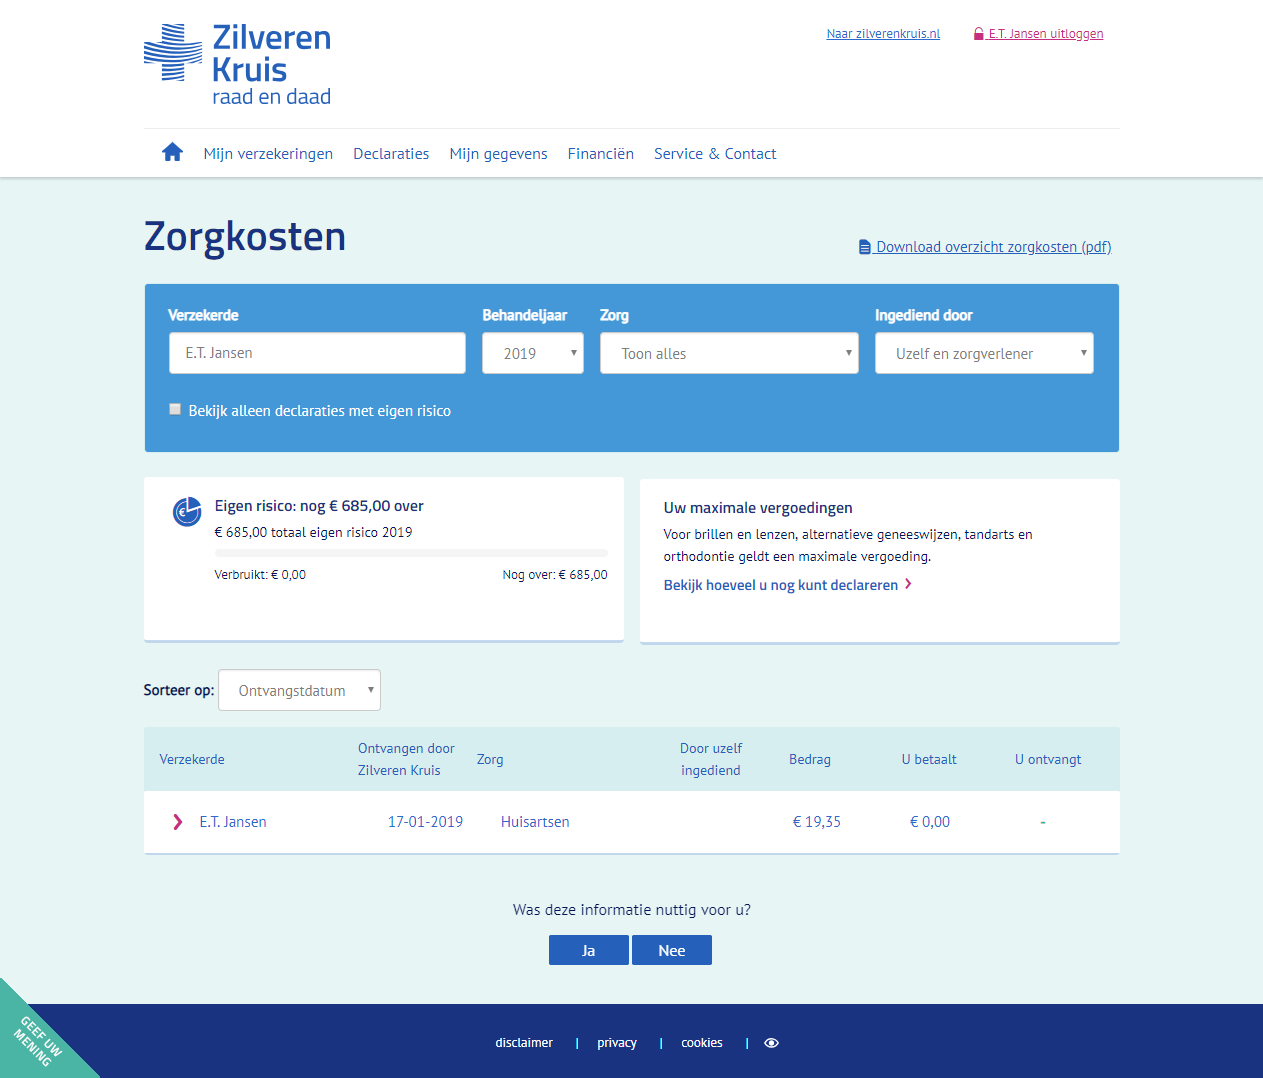 Zilveren
Kruis
raad en daad
Naar zilverenkruis.nl
E.T. Jansen uitloggen
Mijn verzekeringen Declaraties Mijn gegevens Financiën Service & Contact
Zorgkosten
Download overzicht zorgkosten (pdf)
Verzekerde Behandeljaar Zorg Ingediend door
E.T. Jansen 2019 Toon alles Uzelf en zorgverlener
Bekijk alleen declaraties met eigen risico
Eigen risico: nog € 685,00 over
€ 685,00 totaal eigen risico 2019
Verbruikt: € 0,00 Nog over: € 685,00
Uw maximale vergoedingen
Voor brillen en lenzen, alternatieve geneeswijzen, tandarts en
orthodontie geldt een maximale vergoeding.
Bekijk hoeveel u nog kunt declareren
Sorteer op: Ontvangstdatum
Verzekerde Ontvangen door Zorg Door uzelf Bedrag U betaalt U ontvangt
Zilveren Kruis ingediend
E.T. Jansen 17-01-2019 Huisartsen € 19,35 € 0,00 -
Was deze informatie nuttig voor u?
Ja Nee
GEEF UW
MENING
disclaimer | privacy | cookies |